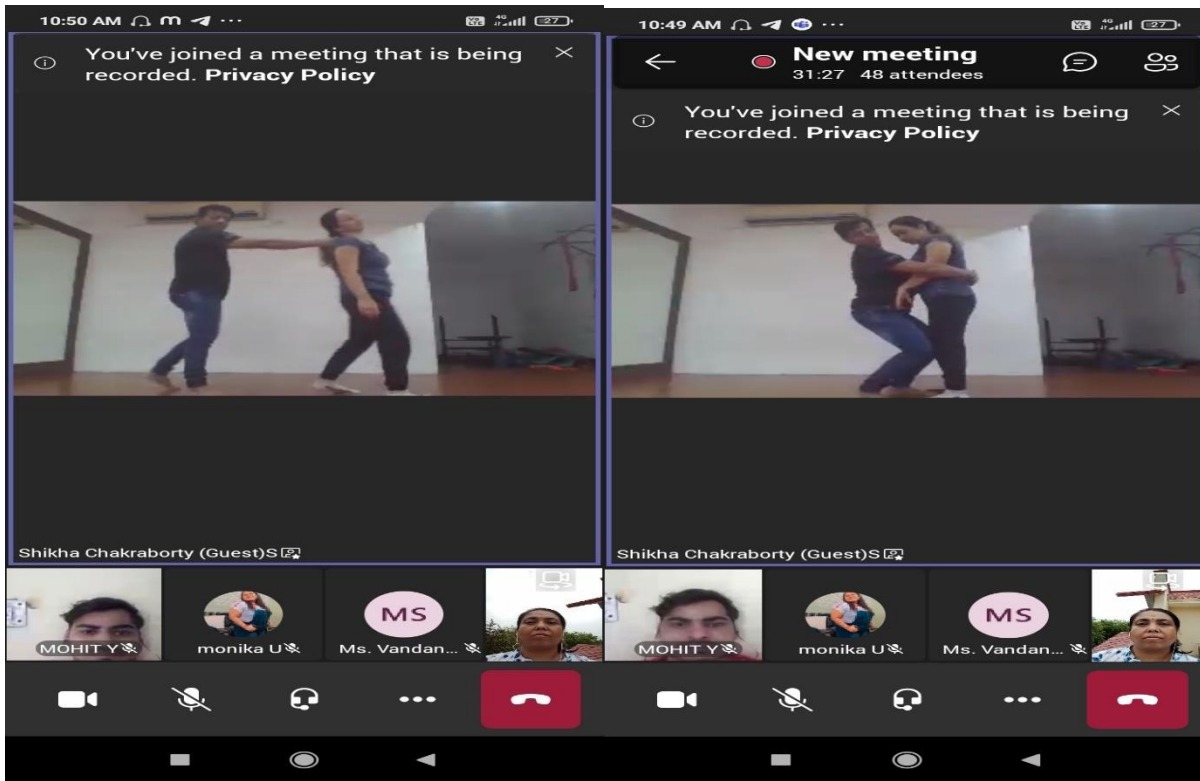 10:50 AM
27
You've joined a meeting that is being
recorded. Privacy Policy
Shikha Chakraborty (Guest)S
MOHIT Y
monika U
MS
Ms. Vandan...
10:49 AM
27
New meeting
31:27 48 attendees
You've joined a meeting that is being
recorded. Privacy Policy
Shikha Chakraborty (Guest)S
MOHIT Y
monika U
MS
Ms. Vandan...